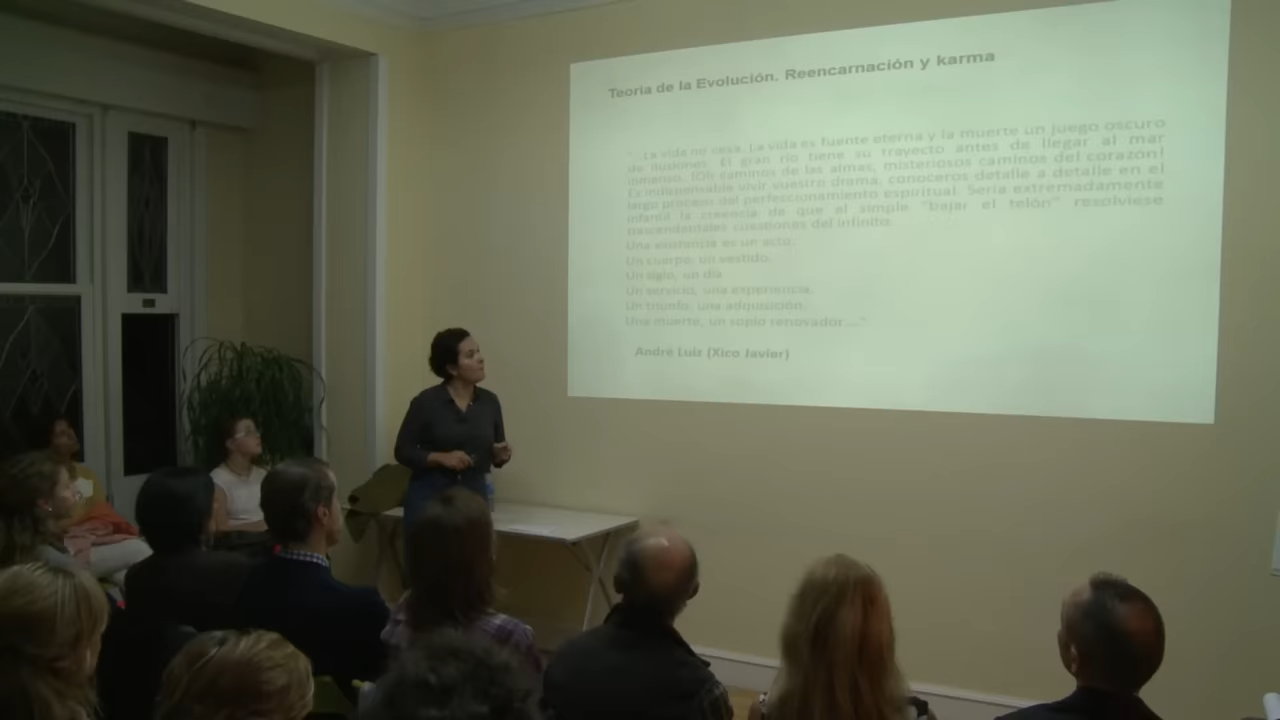 Teoria de la Evolución. Reencarnación y karma
"...La vida no cesa. La vida es fuente eterna y la muerte un juego oscuro
de ilusiones. El gran río tiene su trayecto antes de llegar al mar
inmenso. ¡Oh caminos de las almas, misteriosos caminos del corazón!
Es indispensable vivir vuestro drama, conoceros detalle a detalle en el
largo proceso del perfeccionamiento espiritual. Sería extremadamente
infantil la creencia de que el simple "bajar el telón" resolviese
trascendentales cuestiones del infinito.
Una existencia es un acto.
Un cuerpo, un vestido.
Un siglo, un día
Un servicio, una experiencia.
Un triunfo, una adquisición.
Una muerte, un soplo renovador...."
André Luiz (Xico Javier)